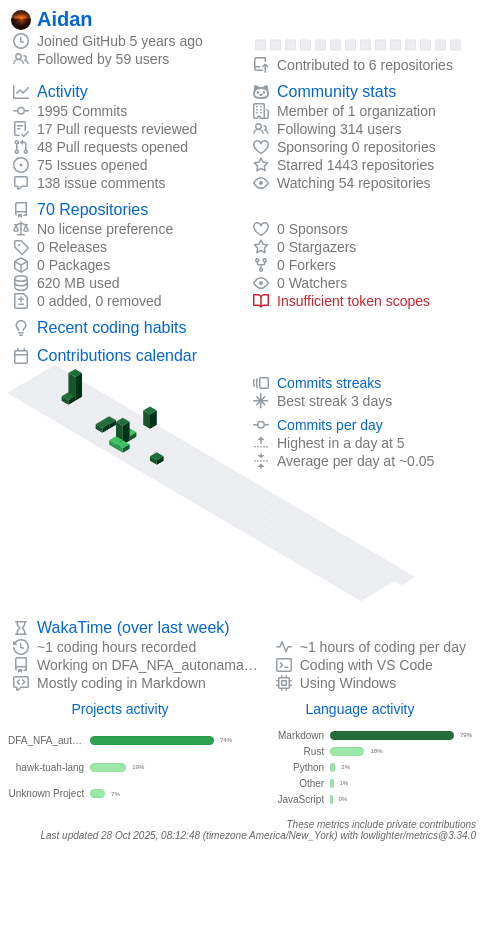 Aidan
Joined GitHub 5 years ago
Followed by 59 users
Contributed to 6 repositories
Activity
1995 Commits
17 Pull requests reviewed
48 Pull requests opened
75 Issues opened
138 issue comments
Community stats
Member of 1 organization
Following 314 users
Sponsoring 0 repositories
Starred 1443 repositories
Watching 54 repositories
70 Repositories
No license preference
0 Releases
0 Packages
620 MB used
0 added, 0 removed
0 Sponsors
0 Stargazers
0 Forkers
0 Watchers
Insufficient token scopes
Recent coding habits
Contributions calendar
Commits streaks
Best streak 3 days
Commits per day
Highest in a day at 5
Average per day at ~0.05
WakaTime (over last week)
~1 coding hours recorded
Working on DFA_NFA_autonama…
Mostly coding in Markdown
~1 hours of coding per day
Coding with VS Code
Using Windows
Projects activity
DFA_NFA_aut… 74%
hawk-tuah-lang 19%
Unknown Project 7%
Language activity
Markdown 79%
Rust 18%
Python 2%
Other 1%
JavaScript 0%
These metrics include private contributions
Last updated 28 Oct 2025, 08:12:48 (timezone America/New_York) with lowlighter/metrics@3.34.0